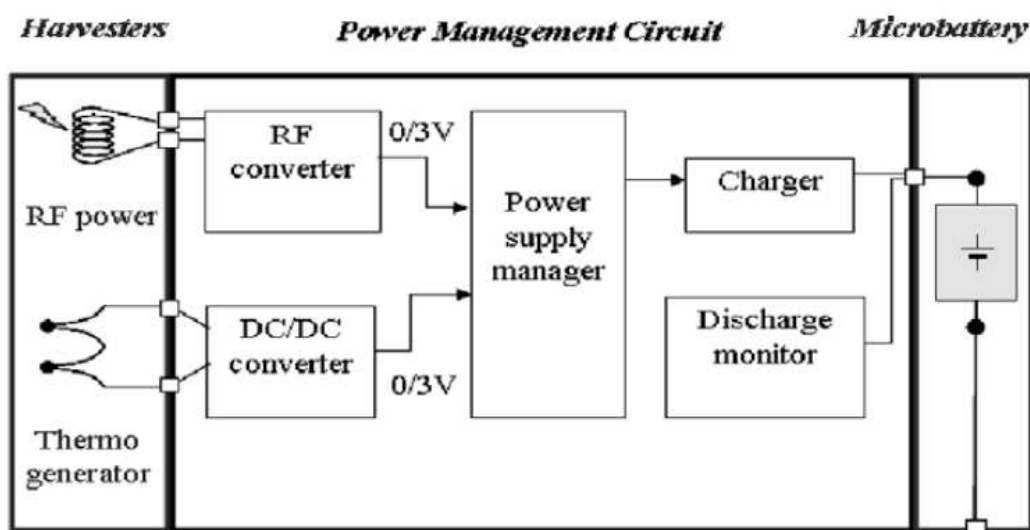 Harvesters
Power Management Circuit
Microbattery
RF power
RF
converter
0/3V
Power
supply
manager
Charger
Thermo
generator
DC/DC
converter
0/3V
Discharge
monitor